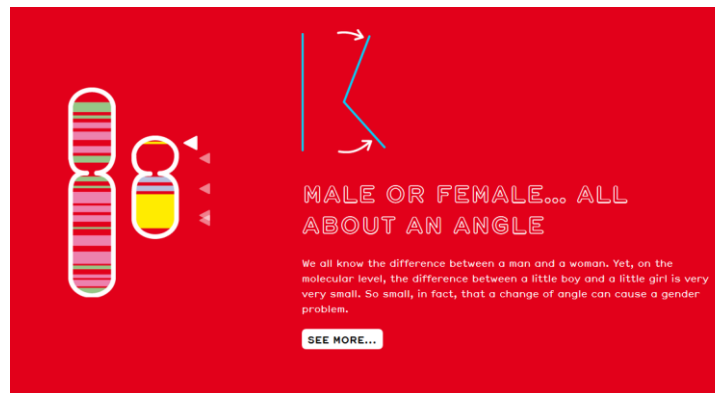 MALE OR FEMALE... ALL
ABOUT AN ANGLE
We all know the difference between a man and a woman. Yet, on the
molecular level, the difference between a little boy and a little girl is very
very small. So small, in fact, that a change of angle can cause a gender
problem.
SEE MORE...